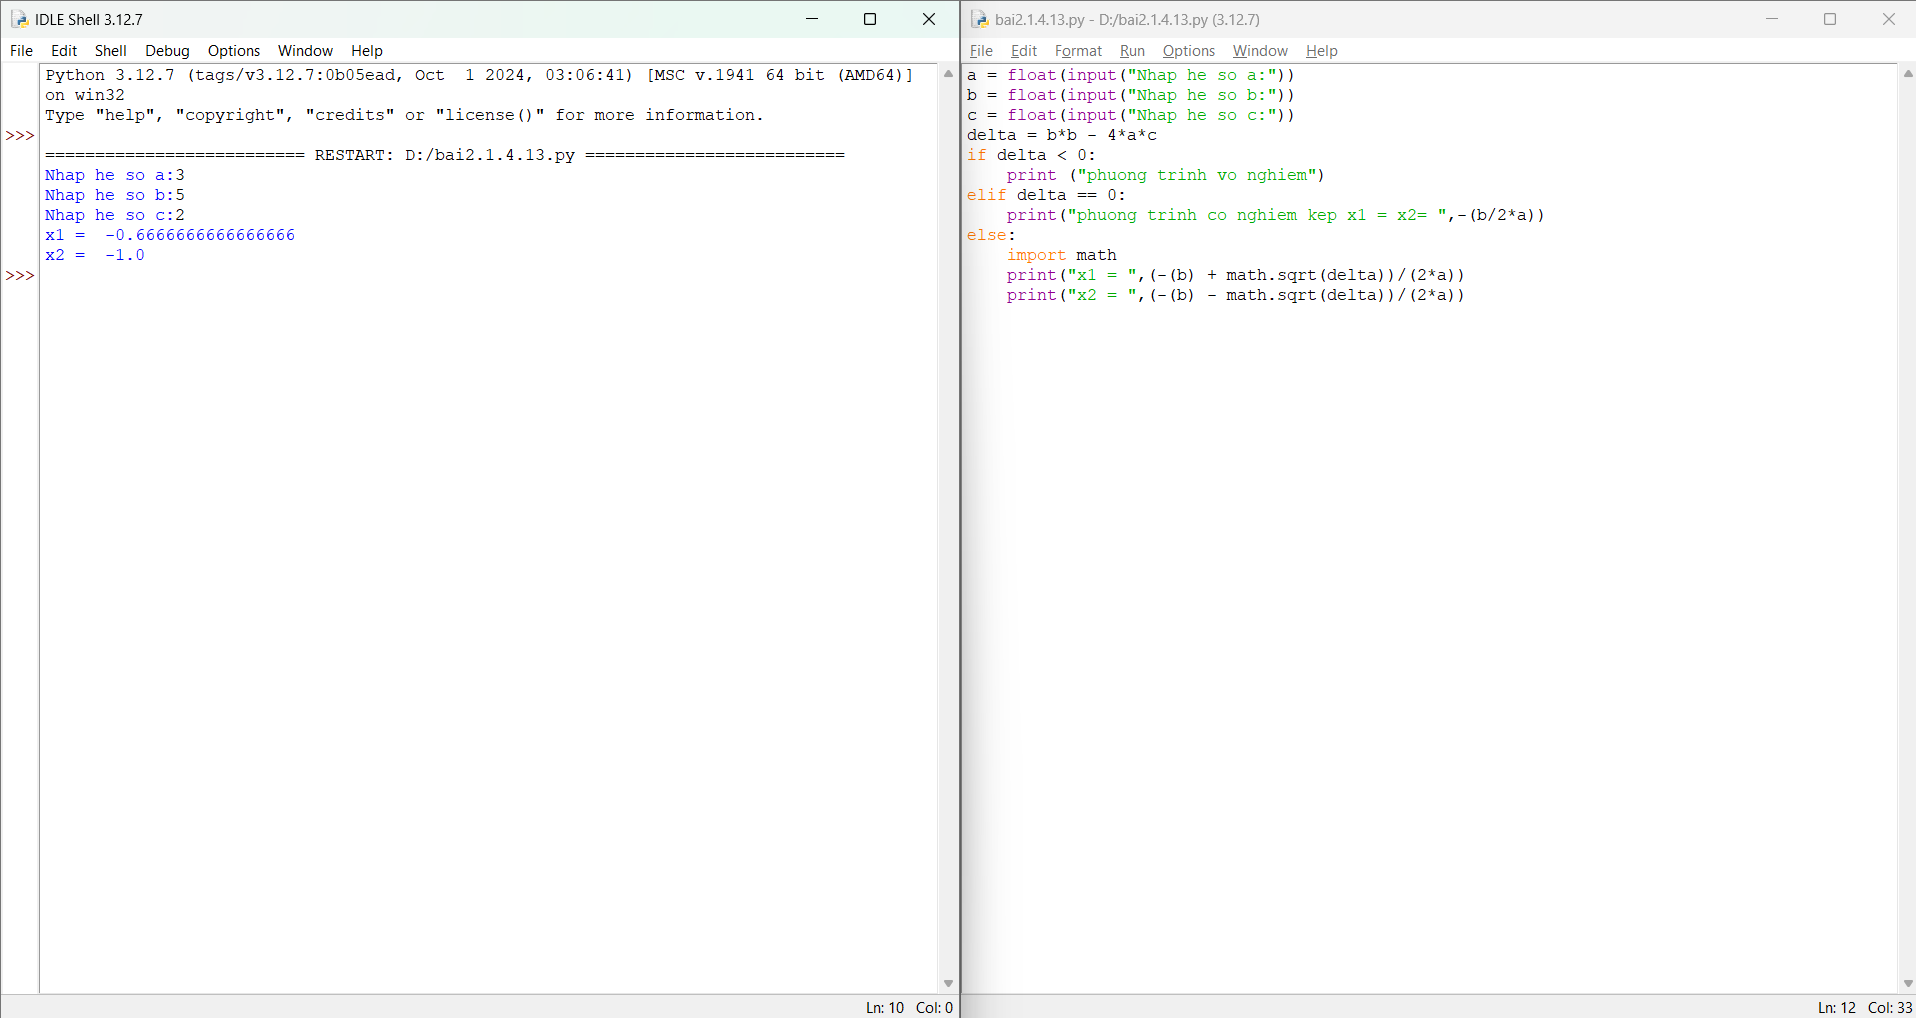 IDLE Shell 3.12.7
File Edit Shell Debug Options Window Help
Python 3.12.7 (tags/v3.12.7:0b05ead, Oct  1 2024, 03:06:41) [MSC v.1941 64 bit (AMD64)]
on win32
Type "help", "copyright", "credits" or "license()" for more information.
>>>
========================== RESTART: D:/bai2.1.4.13.py ==========================
Nhap he so a:3
Nhap he so b:5
Nhap he so c:2
x1 =  -0.6666666666666666
x2 =  -1.0
>>>
Ln: 10 Col: 0
bai2.1.4.13.py - D:/bai2.1.4.13.py (3.12.7)
File Edit Format Run Options Window Help
a = float(input("Nhap he so a:"))
b = float(input("Nhap he so b:"))
c = float(input("Nhap he so c:"))
delta = b*b - 4*a*c
if delta < 0:
    print ("phuong trinh vo nghiem")
elif delta == 0:
    print("phuong trinh co nghiem kep x1 = x2= ",-(b/2*a))
else:
    import math
    print("x1 = ",(-(b) + math.sqrt(delta))/(2*a))
    print("x2 = ",(-(b) - math.sqrt(delta))/(2*a))
Ln: 12 Col: 33